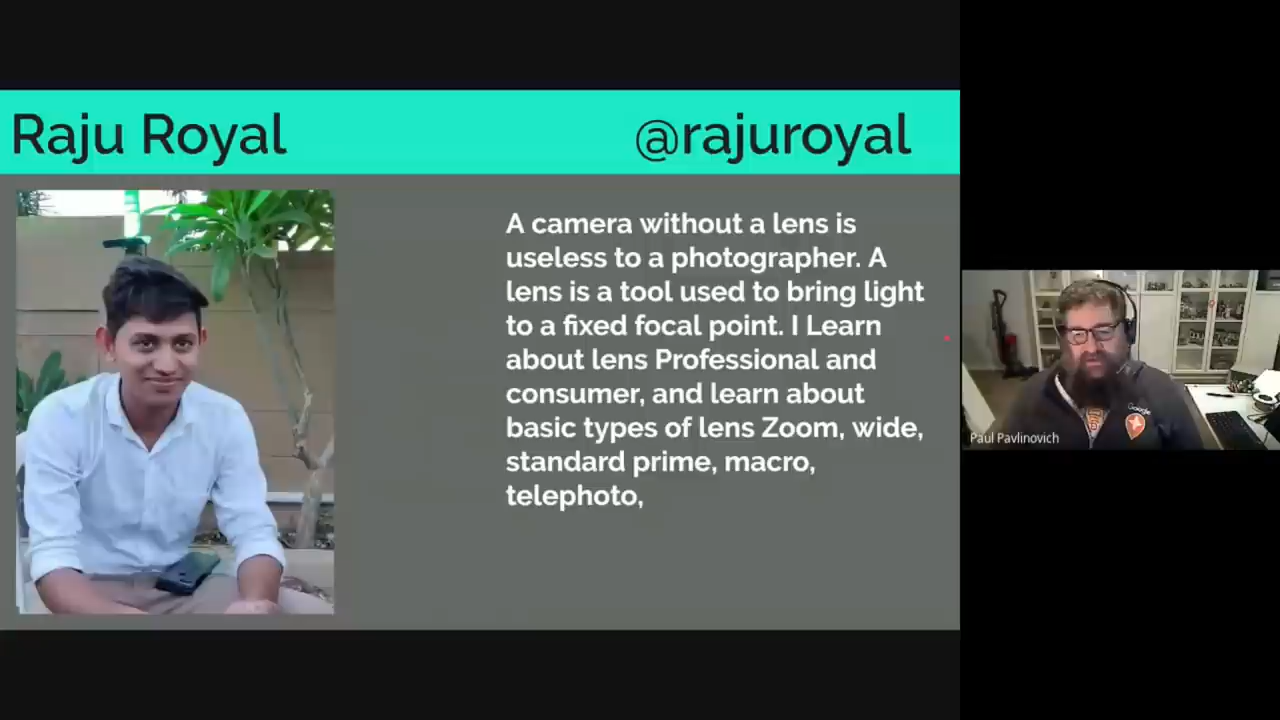 Raju Royal
@rajuroyal
A camera without a lens is
useless to a photographer. A
lens is a tool used to bring light
to a fixed focal point. I Learn
about lens Professional and
consumer, and learn about
basic types of lens Zoom, wide,
standard prime, macro,
telephoto,
Google
Paul Pavlinovich